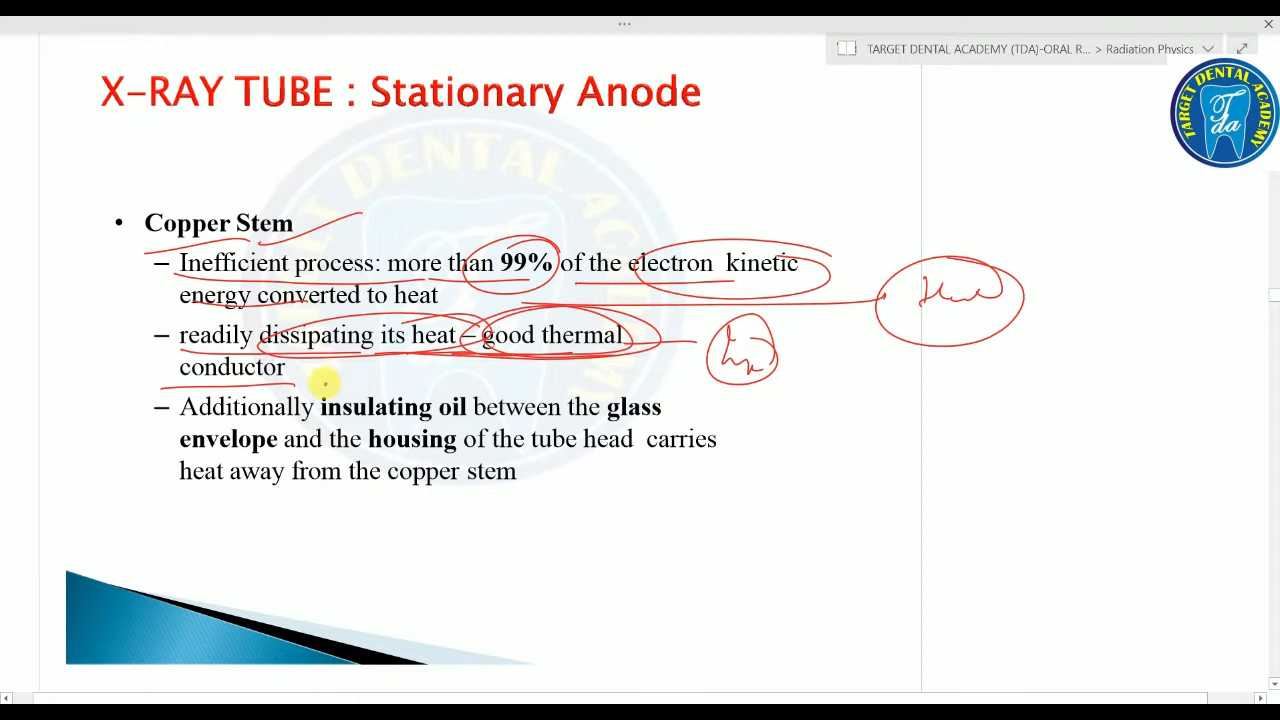 TARGET DENTAL ACADEMY (TDA)-ORAL R... > Radiation Physics
X-RAY TUBE : Stationary Anode
TARGET DENTAL ACADEMY
Tda
• Copper Stem
– Inefficient process: more than 99% of the electron kinetic
energy converted to heat
– readily dissipating its heat – good thermal
conductor
– Additionally insulating oil between the glass
envelope and the housing of the tube head carries
heat away from the copper stem